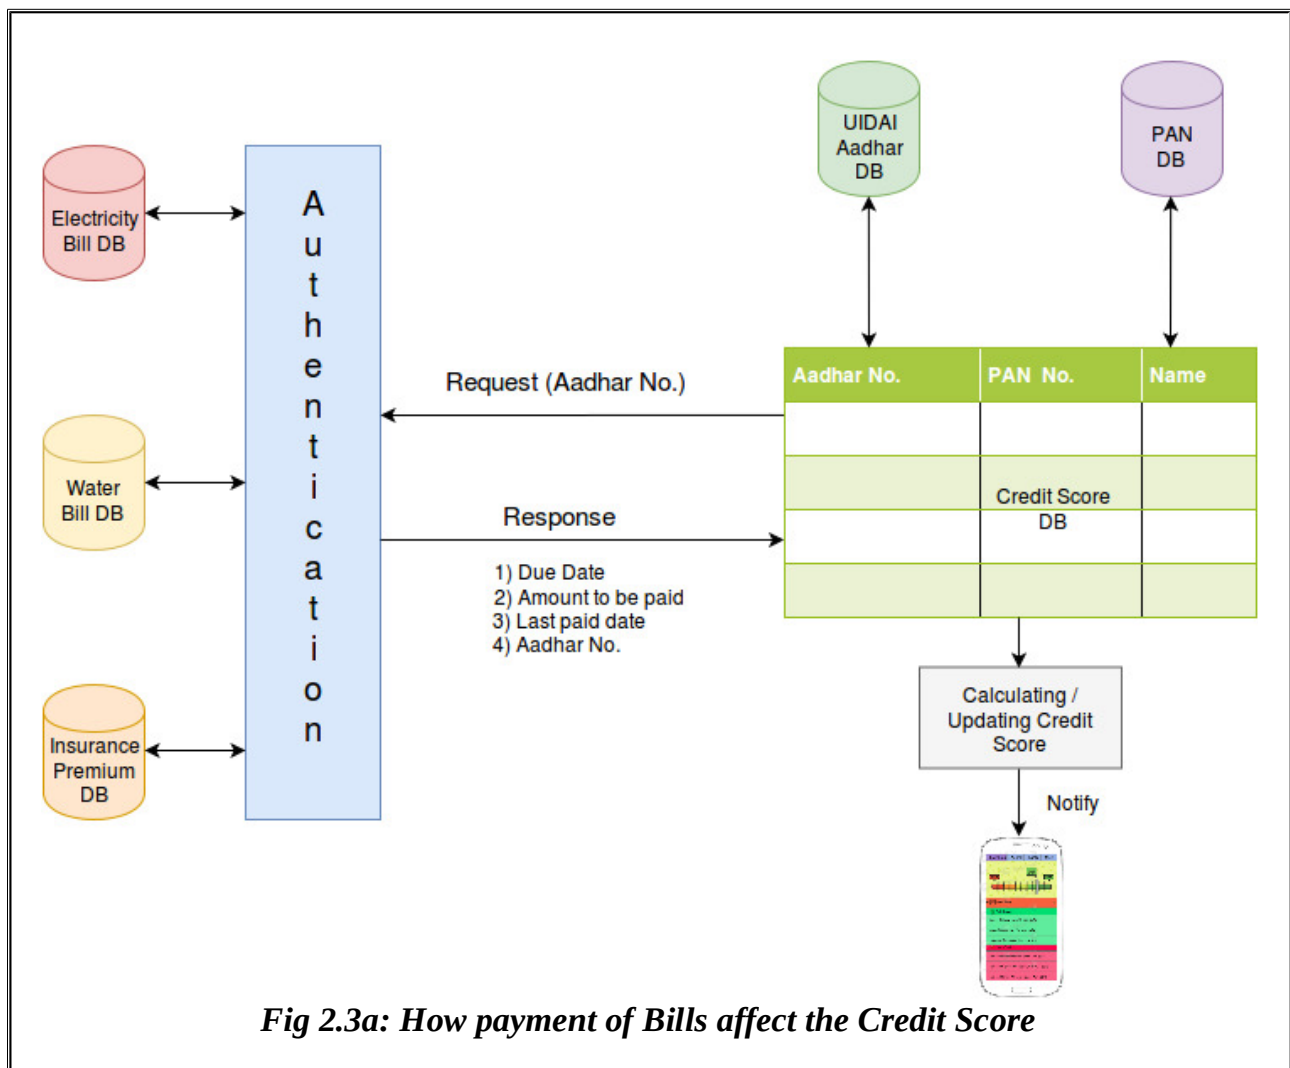 UIDAI
Aadhar
DB
PAN
DB
Electricity
Bill DB
Authentication
Aadhar No.
PAN No.
Name
Request (Aadhar No.)
Water
Bill DB
Credit Score
DB
Response
1) Due Date
2) Amount to be paid
3) Last paid date
4) Aadhar No.
Insurance
Premium
DB
Calculating /
Updating Credit
Score
Notify
Fig 2.3a: How payment of Bills affect the Credit Score